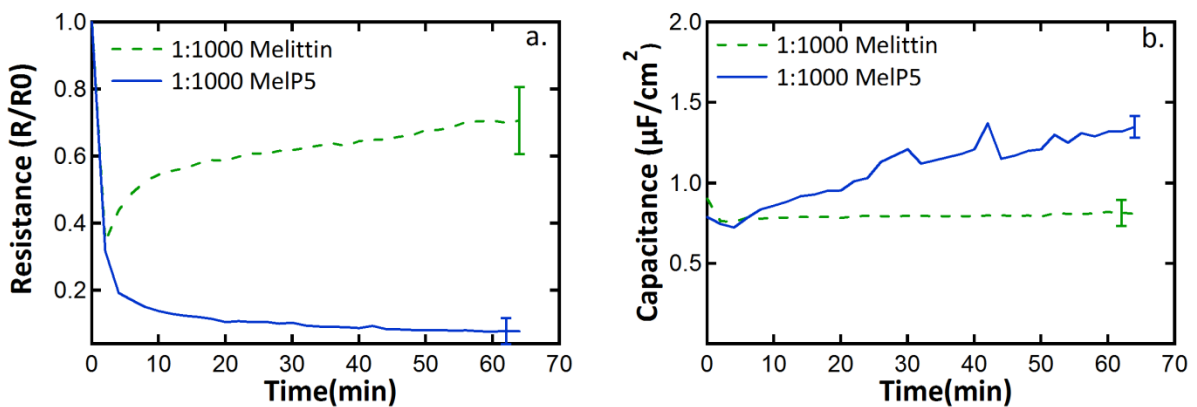 1.0
0.8
0.6
0.4
0.2
0 10 20 30 40 50 60 70
Resistance (R/R0)
Time(min)
1:1000 Melittin
1:1000 MelP5
a.
2.0
1.5
1.0
0.5
0 10 20 30 40 50 60 70
Capacitance (µF/cm²)
Time(min)
1:1000 Melittin
1:1000 MelP5
b.